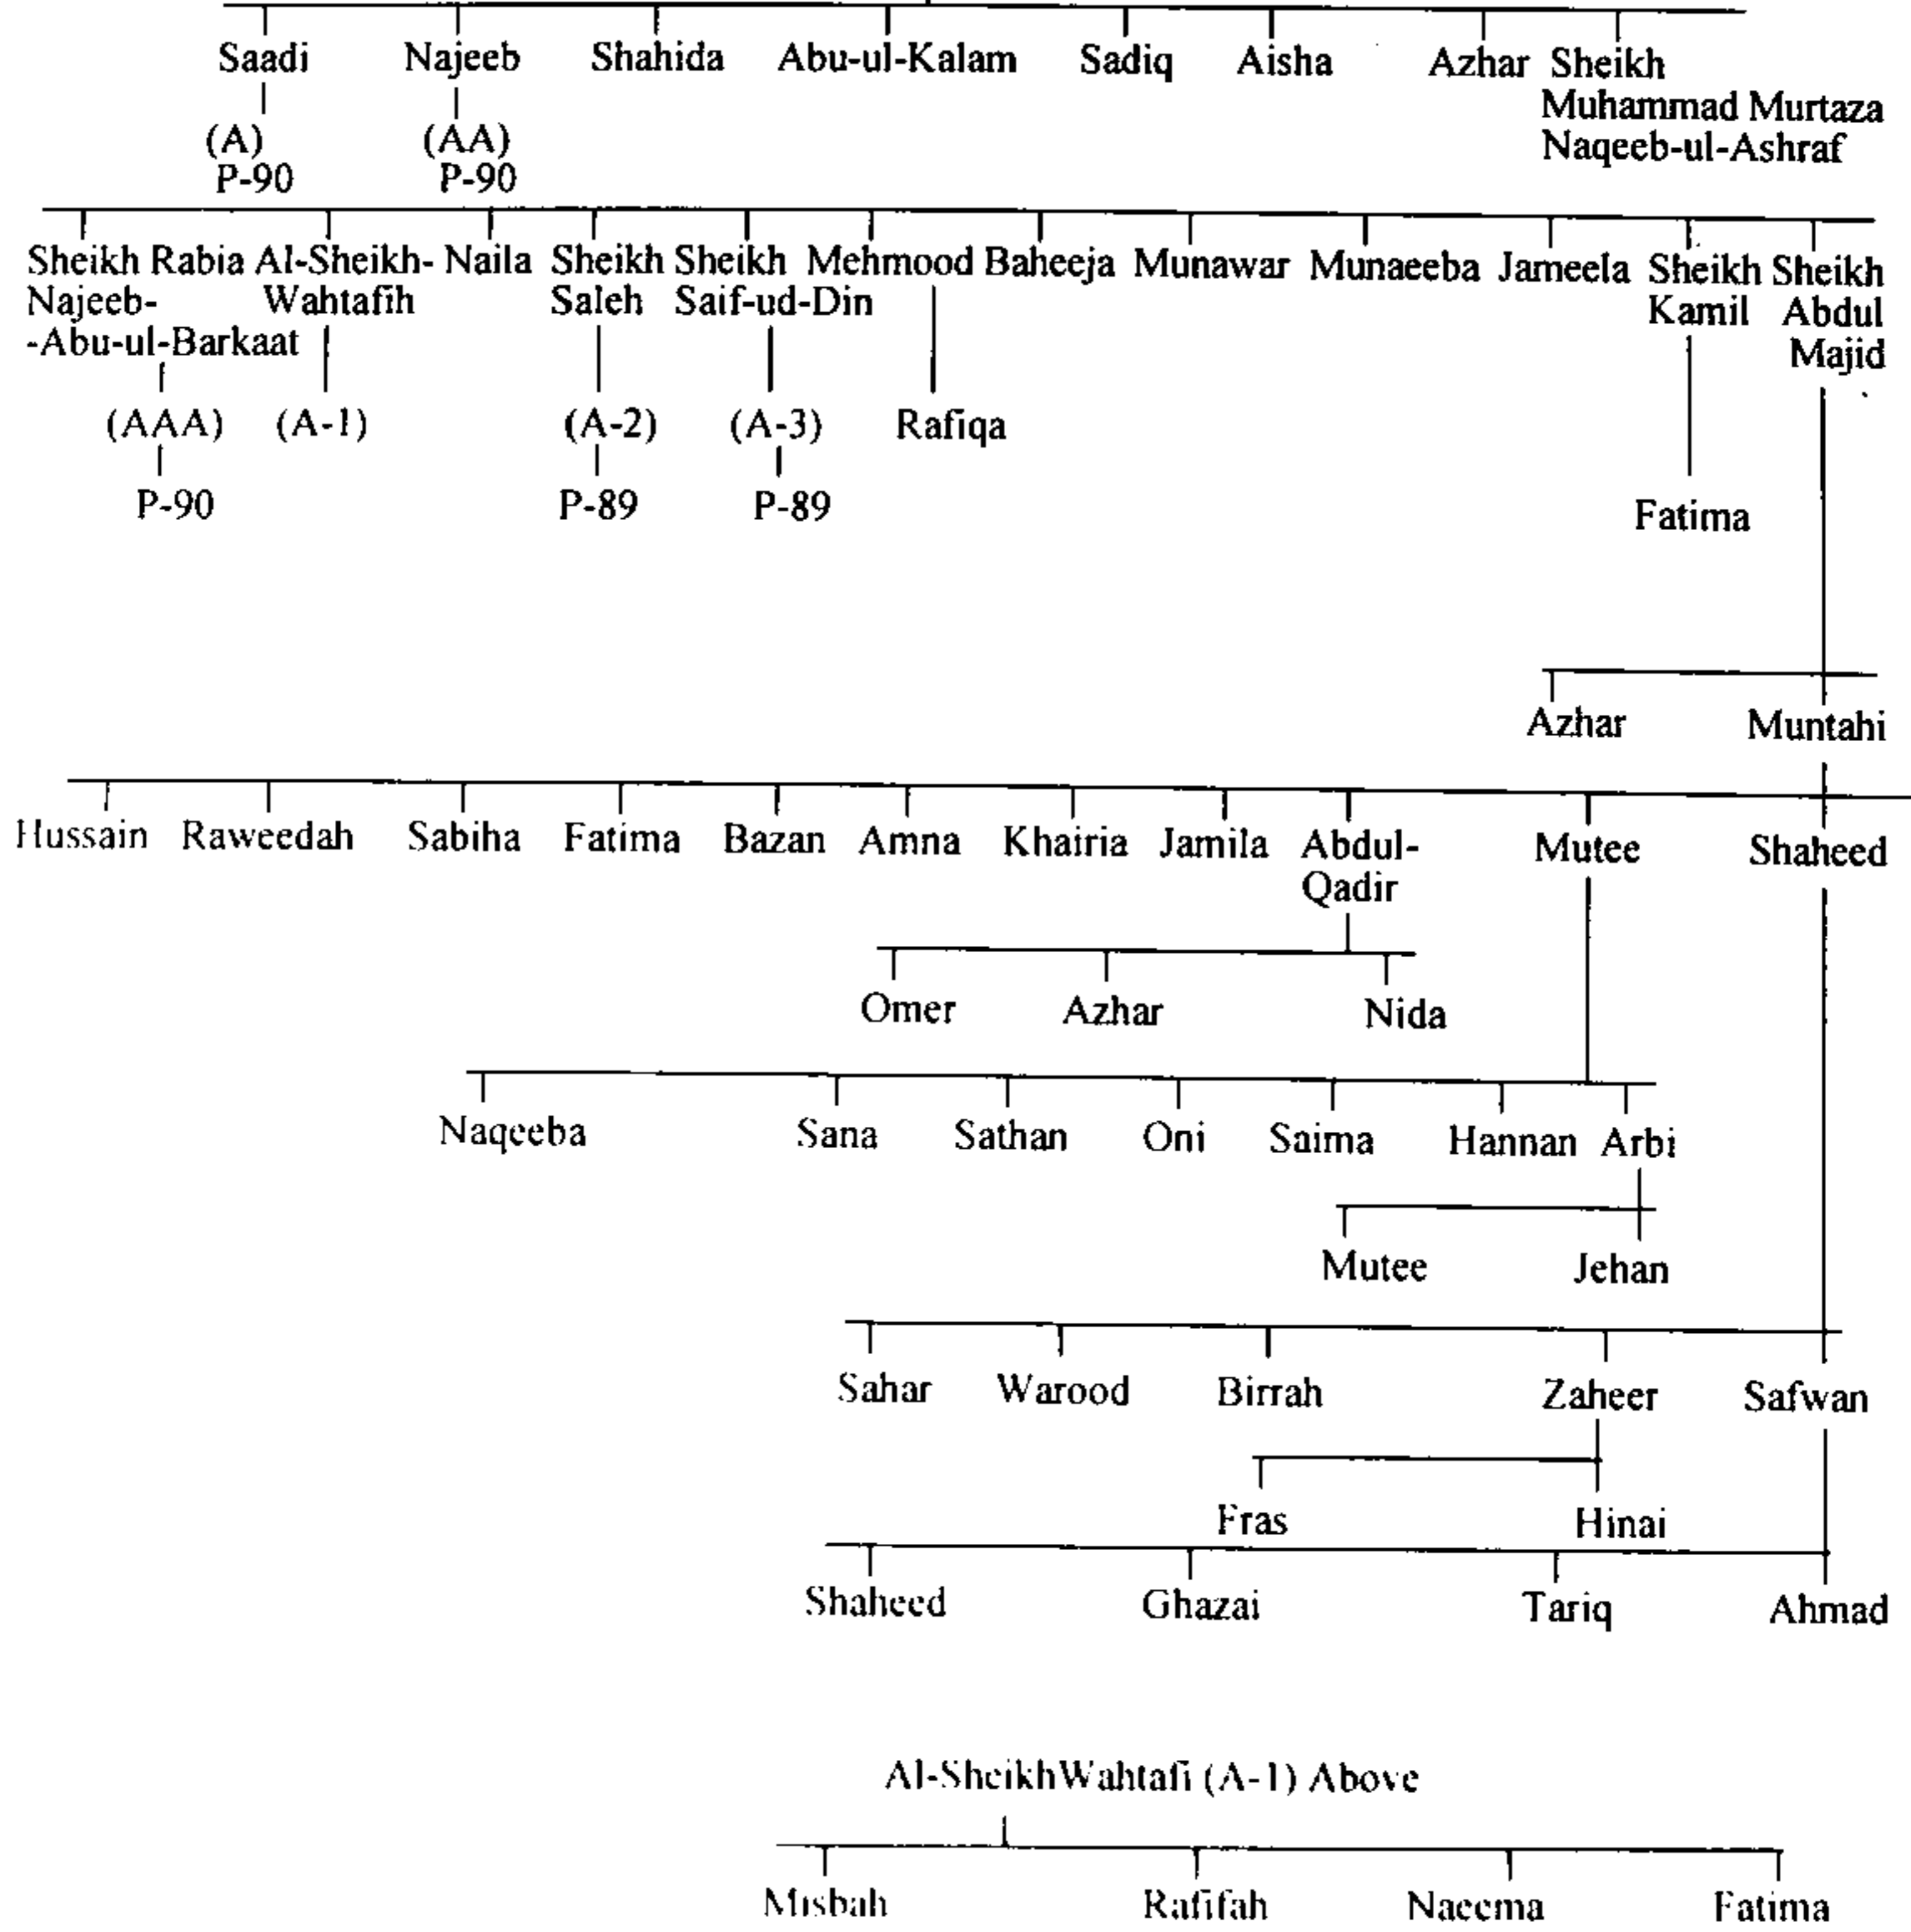 Saadi Najeeb Shahida Abu-ul-Kalam Sadiq Aisha Azhar Sheikh
Muhammad Murtaza
Naqeeb-ul-Ashraf
(A) (AA)
P-90 P-90
Sheikh Rabia Al-Sheikh- Naila Sheikh Sheikh Mehmood Baheeja Munawar Munaeeba Jameela Sheikh Sheikh
Najeeb- Wahtafih Saleh Saif-ud-Din Kamil Abdul
-Abu-ul-Barkaat Majid
(AAA) (A-1) (A-2) (A-3) Rafiqa
P-90 P-89 P-89 Fatima
Azhar Muntahi
Hussain Raweedah Sabiha Fatima Bazan Amna Khairia Jamila Abdul- Mutee Shaheed
Qadir
Omer Azhar Nida
Naqeeba Sana Sathan Oni Saima Hannan Arbi
Mutee Jehan
Sahar Warood Birrah Zaheer Safwan
Fras Hinai
Shaheed Ghazai Tariq Ahmad
Al-SheikhWahtafi (A-1) Above
Misbah Rafifah Naeema Fatima